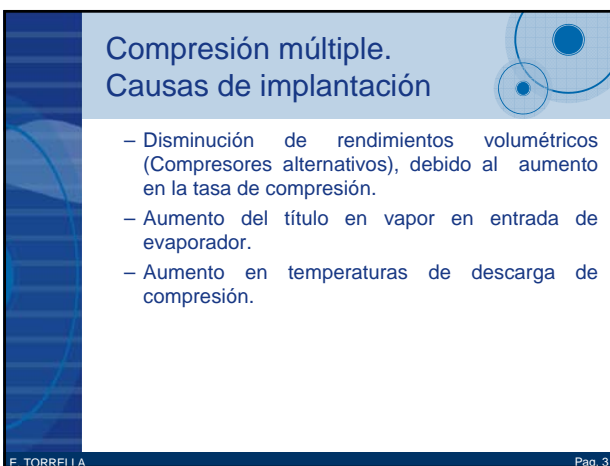 Compresión múltiple.
Causas de implantación
– Disminución de rendimientos volumétricos
(Compresores alternativos), debido al aumento
en la tasa de compresión.
– Aumento del título en vapor en entrada de
evaporador.
– Aumento en temperaturas de descarga de
compresión.
E. TORRELLA
Pag. 3